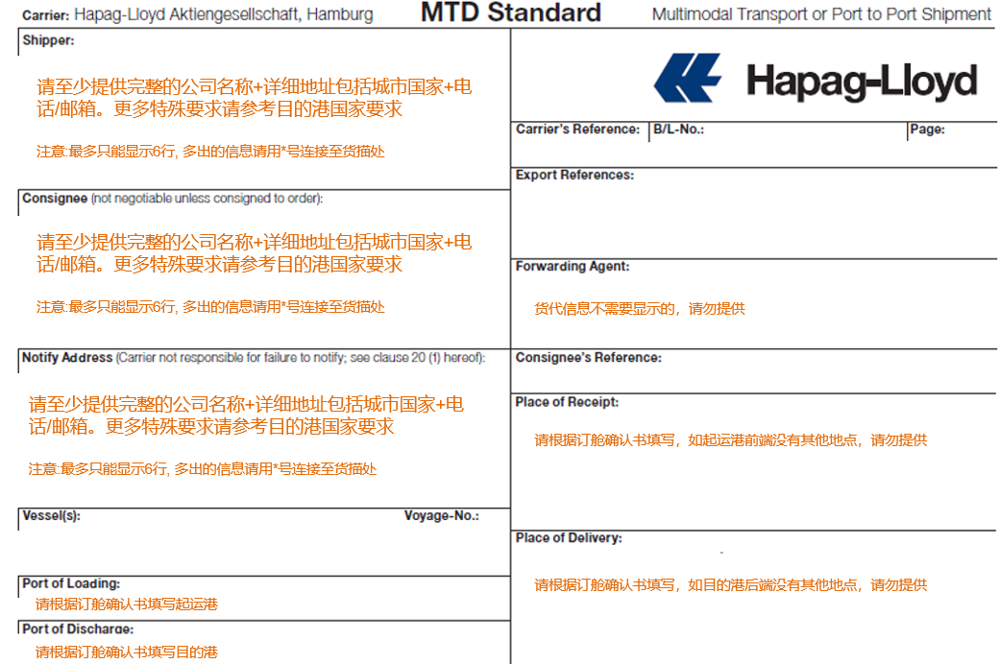 Carrier: Hapag-Lloyd Aktiengesellschaft, Hamburg
MTD Standard
Multimodal Transport or Port to Port Shipment
Shipper:
请至少提供完整的公司名称+详细地址包括城市国家+电
话/邮箱。更多特殊要求请参考目的港国家要求
注意:最多只能显示6行, 多出的信息请用*号连接至货描处
Hapag-Lloyd
Carrier's Reference:
B/L-No.:
Page:
Export References:
Consignee (not negotiable unless consigned to order):
请至少提供完整的公司名称+详细地址包括城市国家+电
话/邮箱。更多特殊要求请参考目的港国家要求
注意:最多只能显示6行, 多出的信息请用*号连接至货描处
Forwarding Agent:
货代信息不需要显示的，请勿提供
Notify Address (Carrier not responsible for failure to notify; see clause 20 (1) hereof):
请至少提供完整的公司名称+详细地址包括城市国家+电
话/邮箱。更多特殊要求请参考目的港国家要求
注意:最多只能显示6行, 多出的信息请用*号连接至货描处
Consignee's Reference:
Place of Receipt:
请根据订舱确认书填写，如起运港前端没有其他地点，请勿提供
Vessel(s):
Voyage-No.:
Place of Delivery:
请根据订舱确认书填写，如目的港后端没有其他地点，请勿提供
Port of Loading:
请根据订舱确认书填写起运港
Port of Discharge:
请根据订舱确认书填写目的港